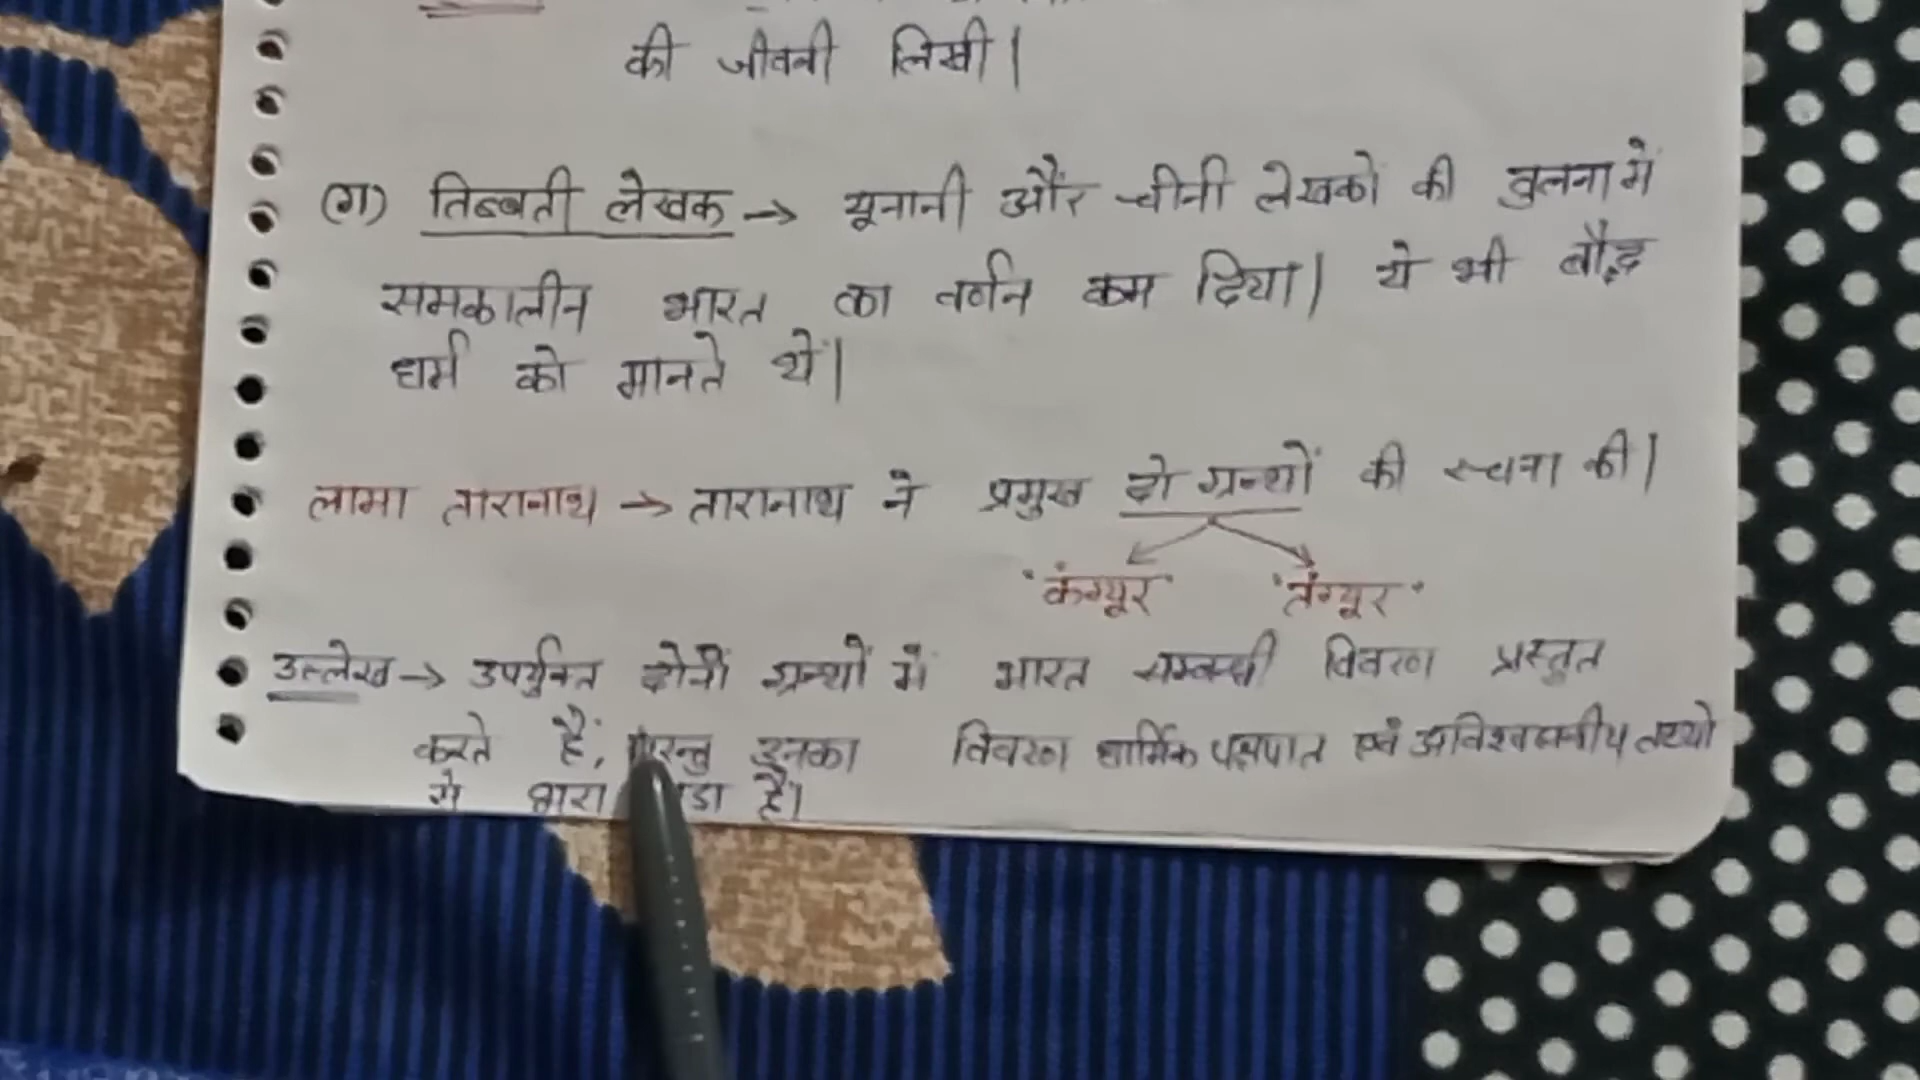 की जीवनी लिखी।
(ग) तिब्बती लेखक → यूनानी और चीनी लेखकों की तुलना में
समकालीन भारत का वर्णन कम दिया। ये भी बौद्ध
धर्म को मानते थे।
लामा तारानाथ → तारानाथ ने प्रमुख दो ग्रन्थों की रचना की।
"कंग्यूर" "तंग्यूर"
उल्लेख → उपर्युक्त दोनों ग्रन्थों में भारत सम्बन्धी विवरण प्रस्तुत
करते हैं, परन्तु इनका विवरण धार्मिक पक्षपात एवं अविश्वसनीय तथ्यों
से भरा है।